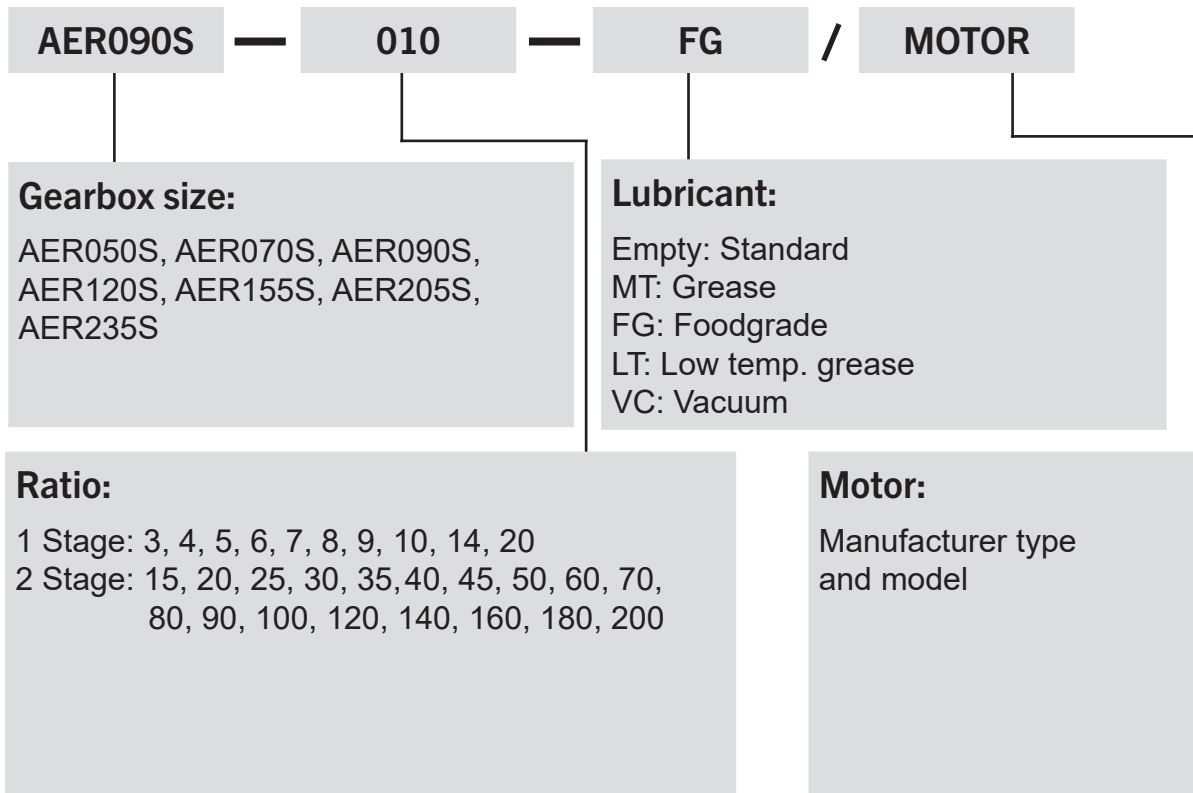 AER090S — 010 — FG / MOTOR
Gearbox size:
AER050S, AER070S, AER090S,
AER120S, AER155S, AER205S,
AER235S
Lubricant:
Empty: Standard
MT: Grease
FG: Foodgrade
LT: Low temp. grease
VC: Vacuum
Ratio:
1 Stage: 3, 4, 5, 6, 7, 8, 9, 10, 14, 20
2 Stage: 15, 20, 25, 30, 35,40, 45, 50, 60, 70,
80, 90, 100, 120, 140, 160, 180, 200
Motor:
Manufacturer type
and model